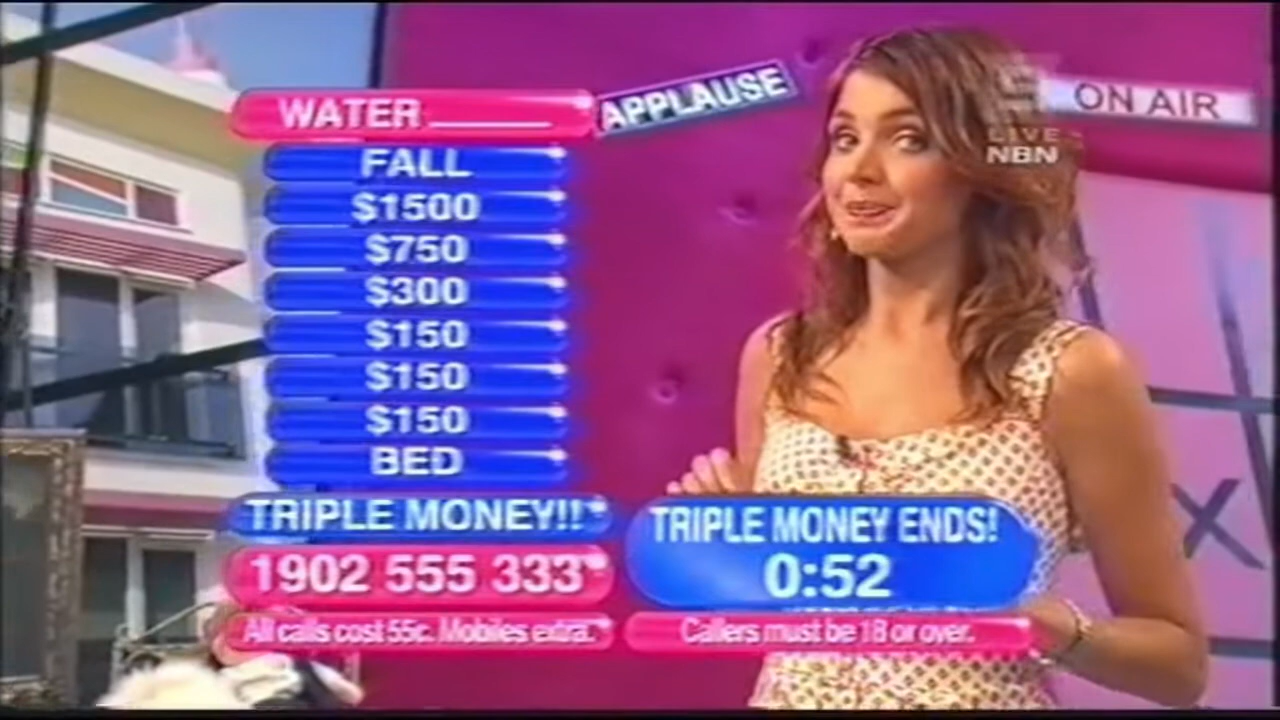 WATER ______
APPLAUSE
ON AIR
LIVE
NBN
FALL
$1500
$750
$300
$150
$150
$150
BED
TRIPLE MONEY!!*
TRIPLE MONEY ENDS!
1902 555 333*
0:52
All calls cost 55c. Mobiles extra.*
Callers must be 18 or over.
X